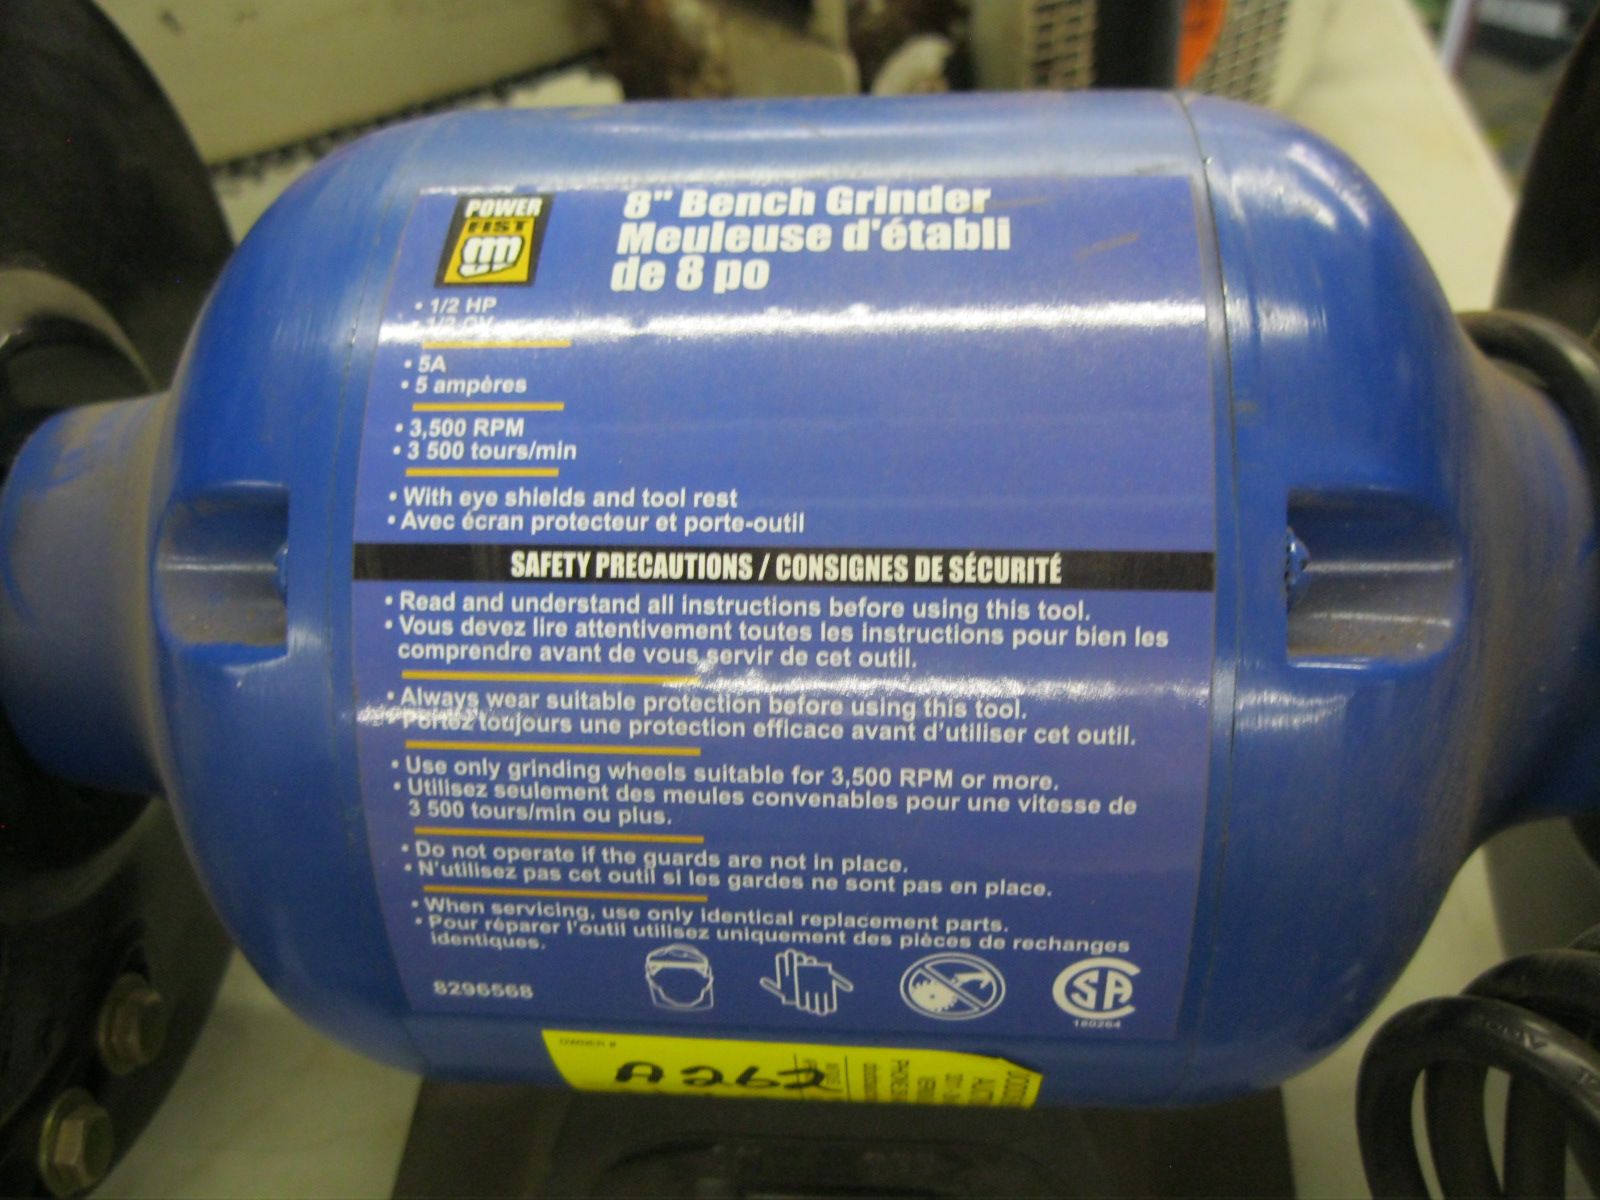 POWER
FIST
8" Bench Grinder
Meuleuse d'établi
de 8 po
• 1/2 HP
• 1/2 CV
• 5A
• 5 ampères
• 3,500 RPM
• 3 500 tours/min
• With eye shields and tool rest
• Avec écran protecteur et porte-outil
SAFETY PRECAUTIONS / CONSIGNES DE SÉCURITÉ
• Read and understand all instructions before using this tool.
• Vous devez lire attentivement toutes les instructions pour bien les
comprendre avant de vous servir de cet outil.
• Always wear suitable protection before using this tool.
• Portez toujours une protection efficace avant d'utiliser cet outil.
• Use only grinding wheels suitable for 3,500 RPM or more.
• Utilisez seulement des meules convenables pour une vitesse de
3 500 tours/min ou plus.
• Do not operate if the guards are not in place.
• N'utilisez pas cet outil si les gardes ne sont pas en place.
• When servicing, use only identical replacement parts.
• Pour réparer l'outil utilisez uniquement des pièces de rechanges
identiques.
8296568
CSA
180264
OWNER #
A262